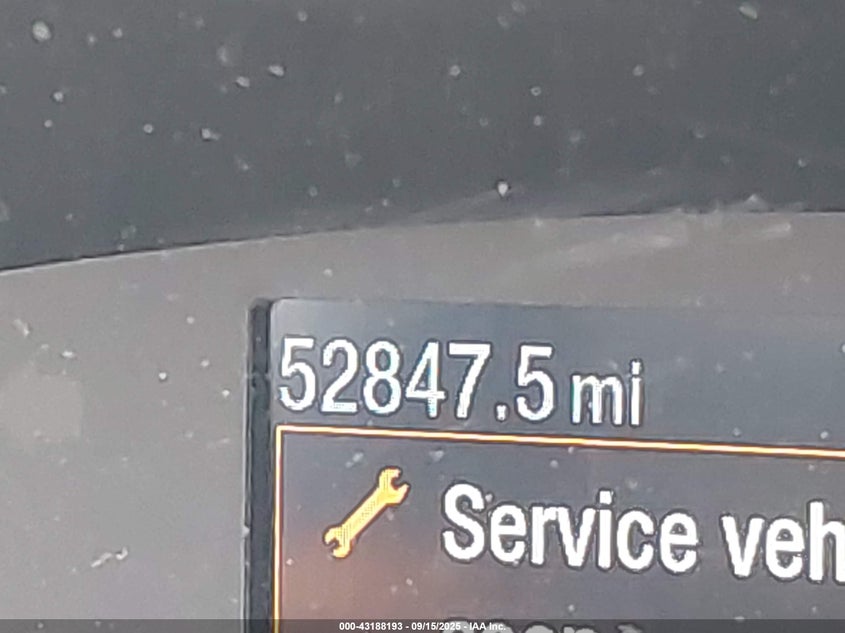 52847.5 mi
Service veh
000-43188193 - 09/15/2025 - IAA Inc.